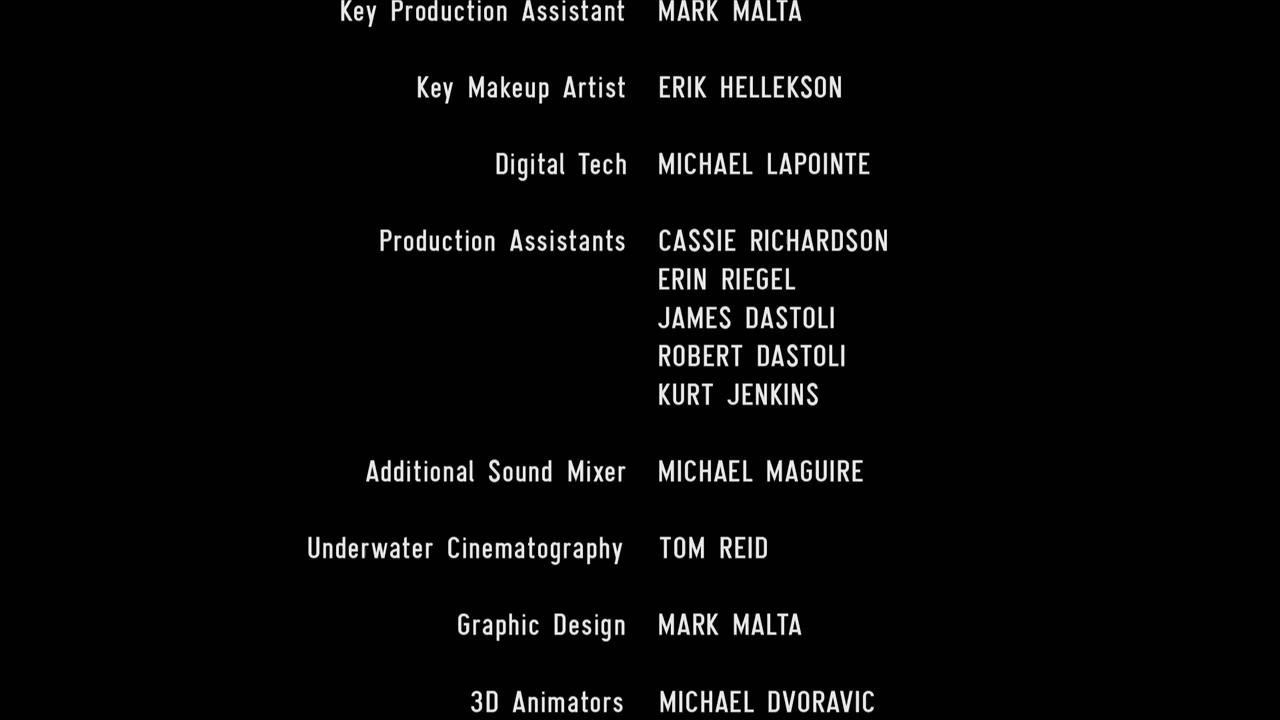 Key Production Assistant MARK MALTA
Key Makeup Artist ERIK HELLEKSON
Digital Tech MICHAEL LAPOINTE
Production Assistants CASSIE RICHARDSON
ERIN RIEGEL
JAMES DASTOLI
ROBERT DASTOLI
KURT JENKINS
Additional Sound Mixer MICHAEL MAGUIRE
Underwater Cinematography TOM REID
Graphic Design MARK MALTA
3D Animators MICHAEL DVORAVIC